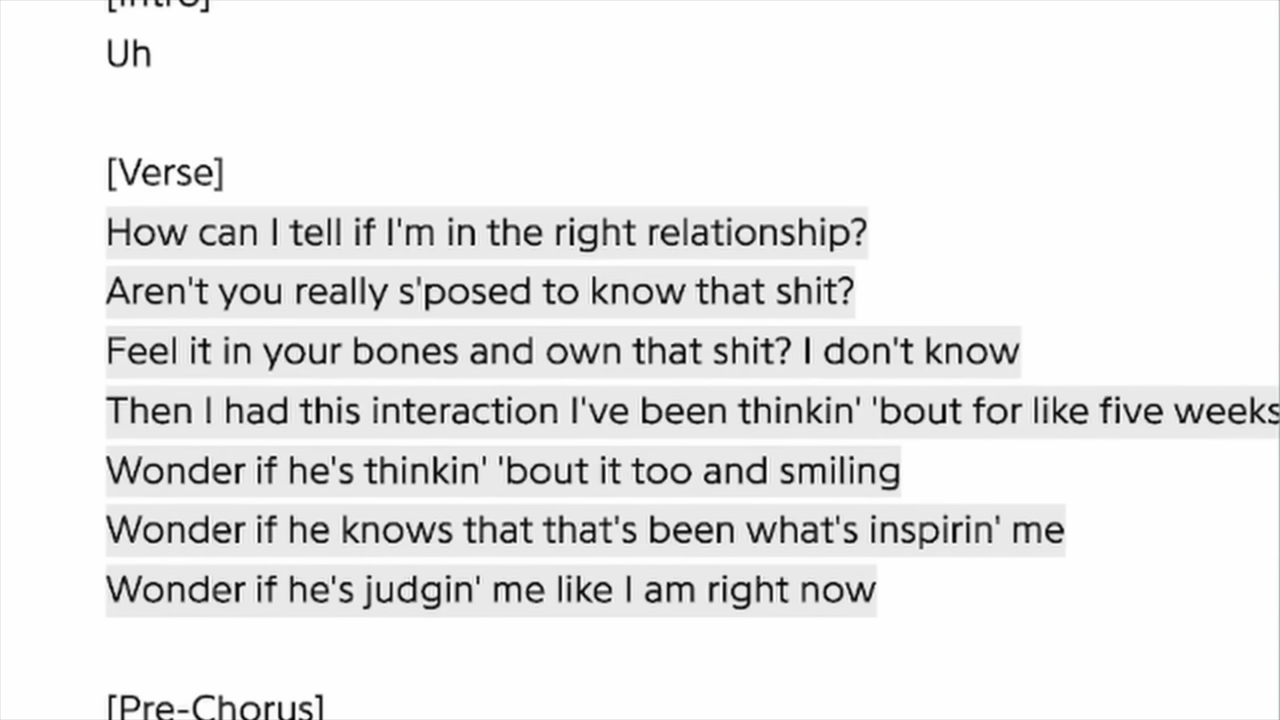 [Intro]
Uh
[Verse]
How can I tell if I'm in the right relationship?
Aren't you really s'posed to know that shit?
Feel it in your bones and own that shit? I don't know
Then I had this interaction I've been thinkin' 'bout for like five weeks
Wonder if he's thinkin' 'bout it too and smiling
Wonder if he knows that that's been what's inspirin' me
Wonder if he's judgin' me like I am right now
[Pre-Chorus]